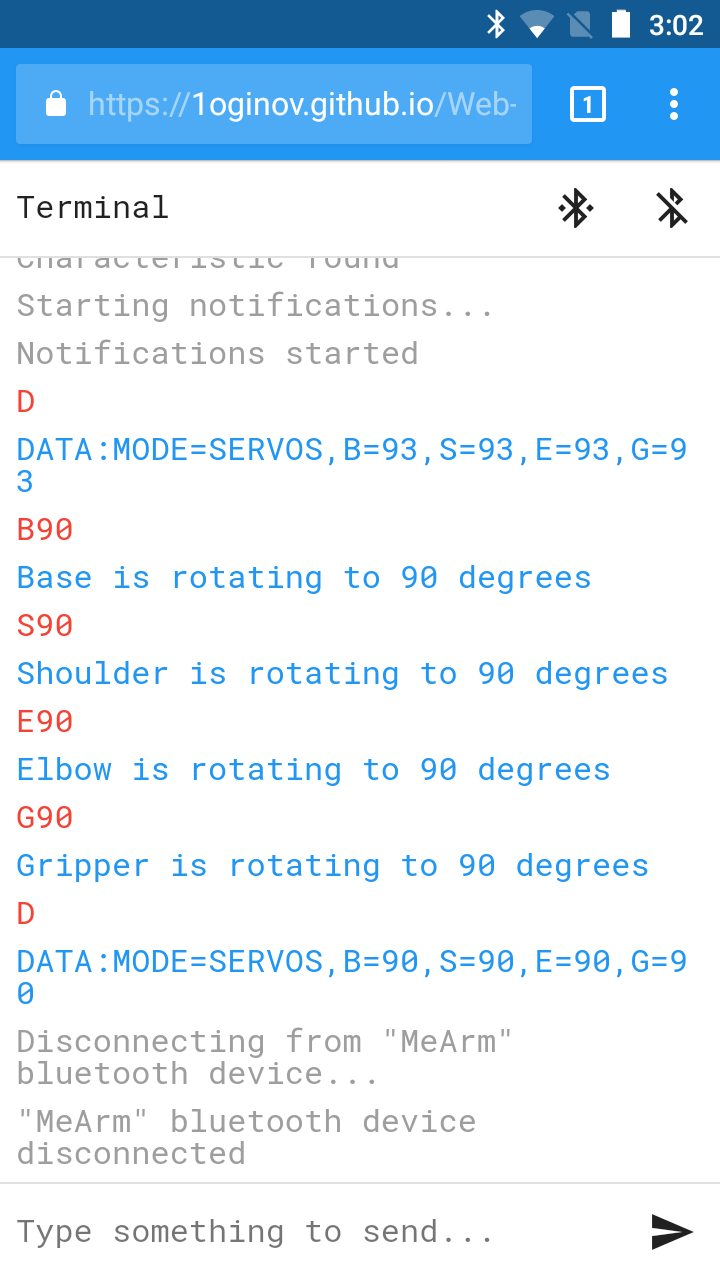 3:02
https://1oginov.github.io/Web-
1
Terminal
Characteristic found
Starting notifications...
Notifications started
D
DATA:MODE=SERVOS,B=93,S=93,E=93,G=9
3
B90
Base is rotating to 90 degrees
S90
Shoulder is rotating to 90 degrees
E90
Elbow is rotating to 90 degrees
G90
Gripper is rotating to 90 degrees
D
DATA:MODE=SERVOS,B=90,S=90,E=90,G=9
0
Disconnecting from "MeArm"
bluetooth device...
"MeArm" bluetooth device
disconnected
Type something to send...